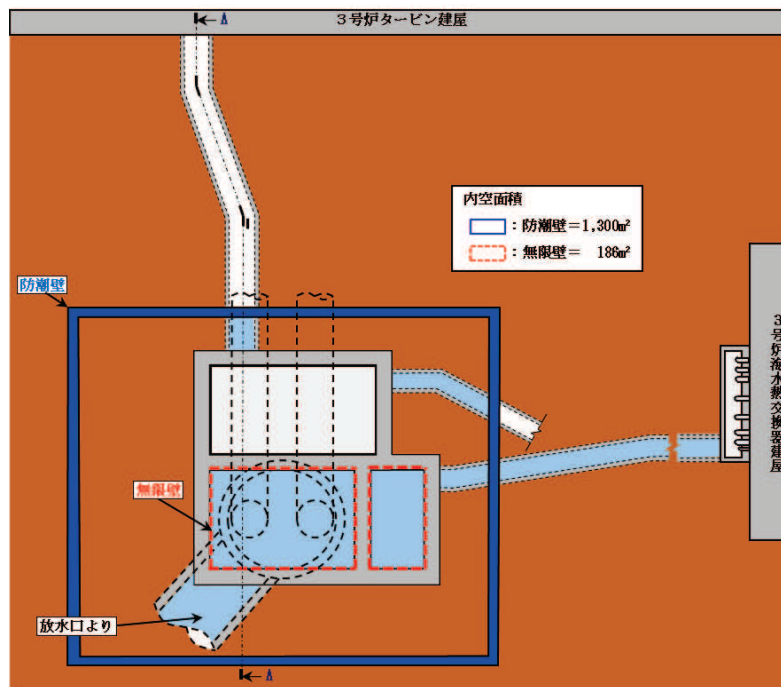 A
3号炉タービン建屋
内空面積
:防潮壁=1,300m²
:無限壁= 186m²
防潮壁
3号炉海水熱交換器建屋
無限壁
放水口より
A